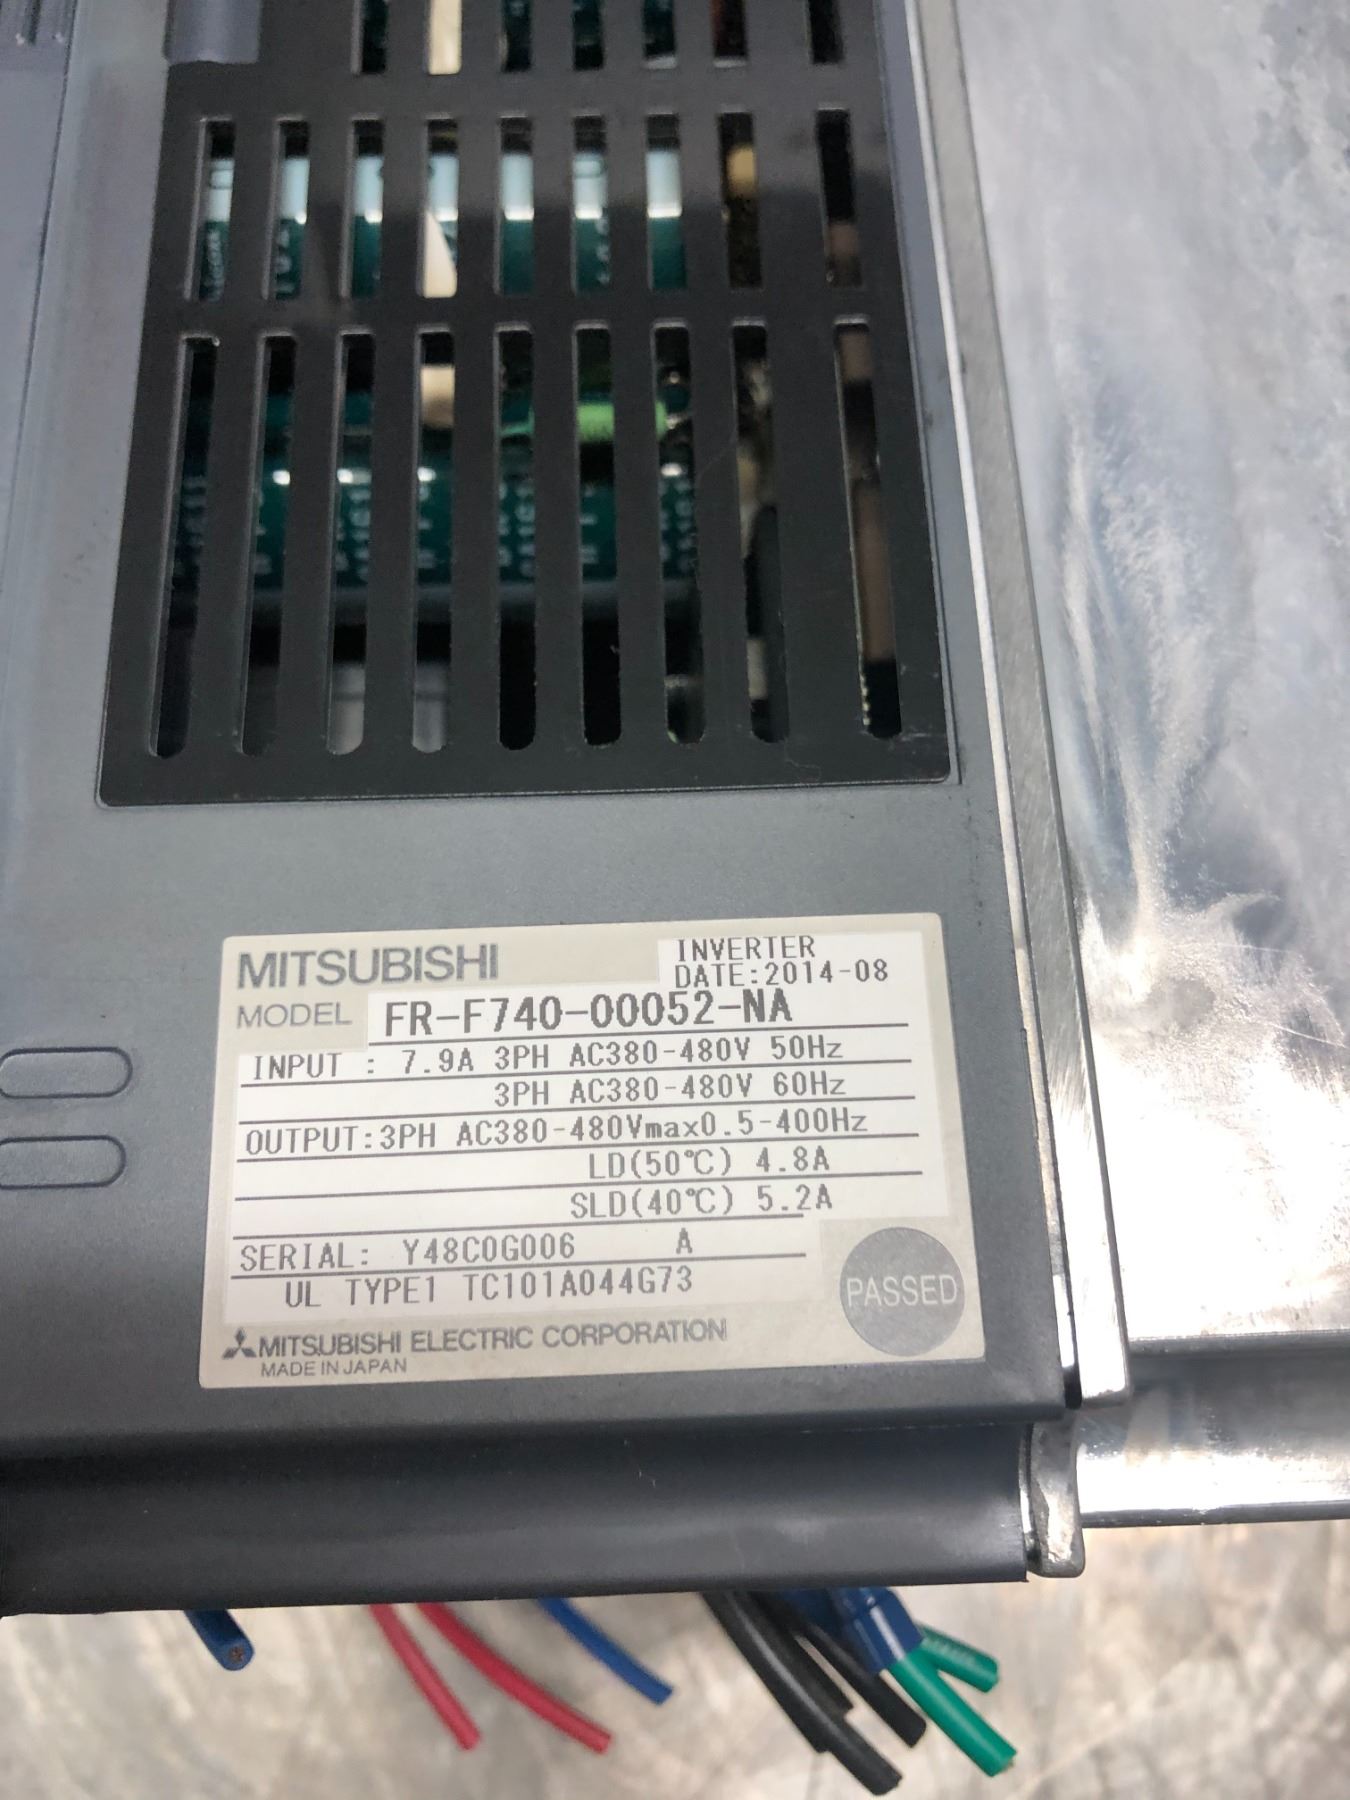 MITSUBISHI
INVERTER
DATE:2014-08
MODEL FR-F740-00052-NA
INPUT : 7.9A 3PH AC380-480V 50Hz
3PH AC380-480V 60Hz
OUTPUT:3PH AC380-480Vmax0.5-400Hz
LD(50℃) 4.8A
SLD(40℃) 5.2A
SERIAL: Y48C0G006 A
UL TYPE1 TC101A044G73
PASSED
MITSUBISHI ELECTRIC CORPORATION
MADE IN JAPAN